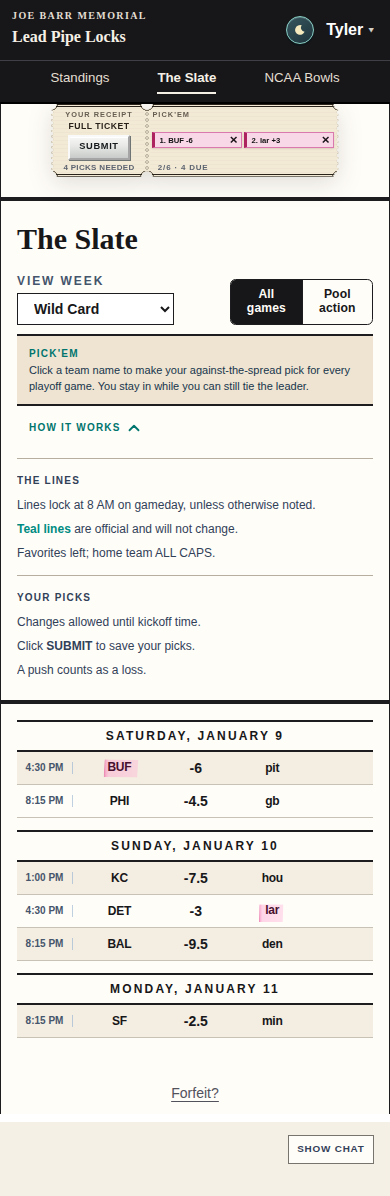 JOE BARR MEMORIAL
Lead Pipe Locks
Tyler ▾
Standings
The Slate
NCAA Bowls
YOUR RECEIPT
FULL TICKET
SUBMIT
4 PICKS NEEDED
PICK'EM
1. BUF -6 ✕
2. lar +3 ✕
2/6 · 4 DUE
The Slate
VIEW WEEK
Wild Card
All games
Pool action
PICK'EM
Click a team name to make your against-the-spread pick for every
playoff game. You stay in while you can still tie the leader.
HOW IT WORKS
THE LINES
Lines lock at 8 AM on gameday, unless otherwise noted.
Teal lines are official and will not change.
Favorites left; home team ALL CAPS.
YOUR PICKS
Changes allowed until kickoff time.
Click SUBMIT to save your picks.
A push counts as a loss.
SATURDAY, JANUARY 9
4:30 PM BUF -6 pit
8:15 PM PHI -4.5 gb
SUNDAY, JANUARY 10
1:00 PM KC -7.5 hou
4:30 PM DET -3 lar
8:15 PM BAL -9.5 den
MONDAY, JANUARY 11
8:15 PM SF -2.5 min
Forfeit?
SHOW CHAT